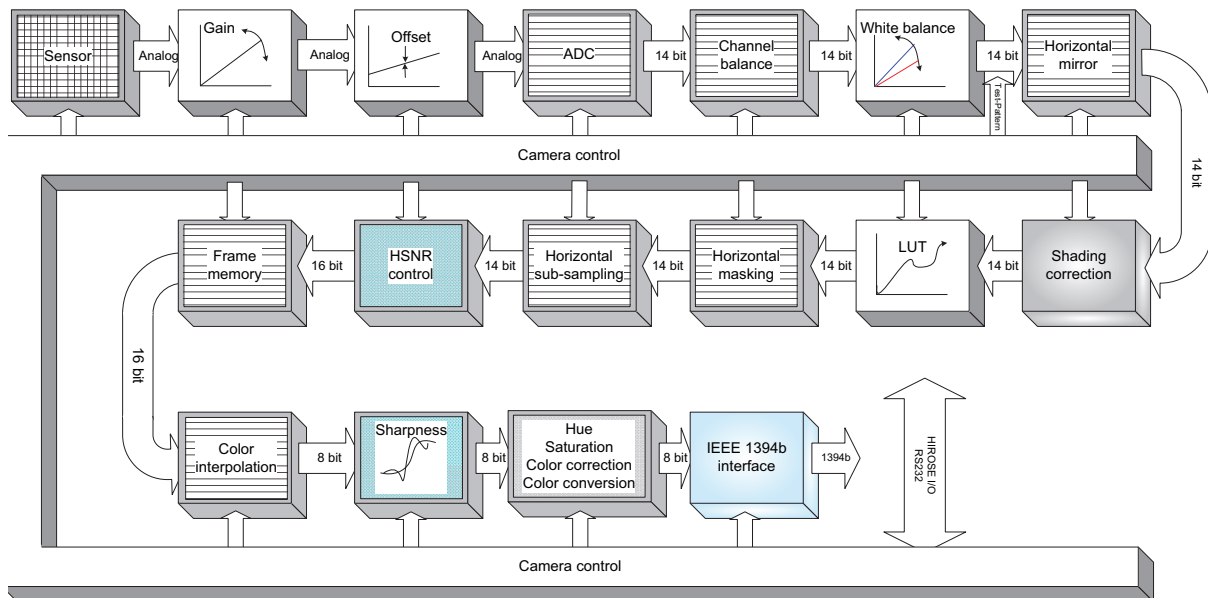 Sensor
Analog
Gain
Analog
Offset
Analog
ADC
14 bit
Channel
balance
14 bit
White balance
14 bit
Test-Pattern
Horizontal
mirror
14 bit
Camera control
Frame
memory
16 bit
HSNR
control
14 bit
Horizontal
sub-sampling
14 bit
Horizontal
masking
14 bit
LUT
14 bit
Shading
correction
16 bit
Color
interpolation
8 bit
Sharpness
8 bit
Hue
Saturation
Color correction
Color conversion
8 bit
IEEE 1394b
interface
1394b
HIROSE I/O
RS232
Camera control